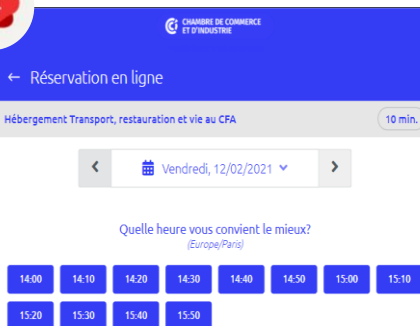 CHAMBRE DE COMMERCE
ET D'INDUSTRIE
← Réservation en ligne
Hébergement Transport, restauration et vie au CFA 10 min.
Vendredi, 12/02/2021
Quelle heure vous convient le mieux?
(Europe/Paris)
14:00 14:10 14:20 14:30 14:40 14:50 15:00 15:10
15:20 15:30 15:40 15:50